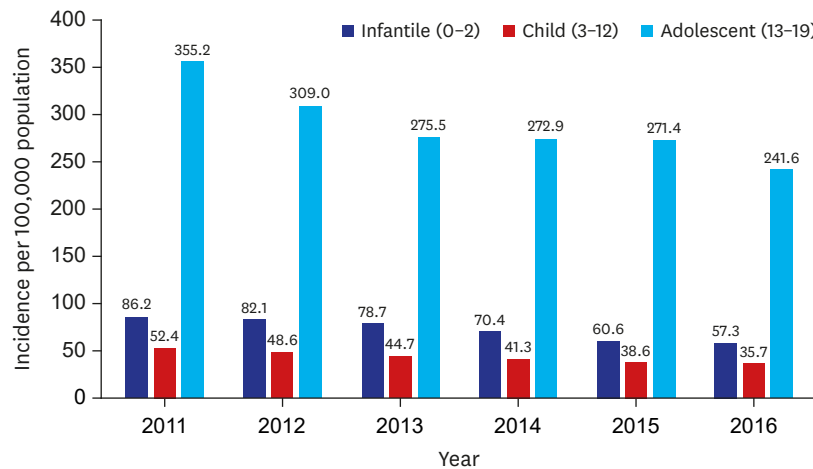 Infantile (0–2) Child (3–12) Adolescent (13–19)
Incidence per 100,000 population
400
350
300
250
200
150
100
50
0
86.2 52.4 355.2
82.1 48.6 309.0
78.7 44.7 275.5
70.4 41.3 272.9
60.6 38.6 271.4
57.3 35.7 241.6
2011 2012 2013 2014 2015 2016
Year